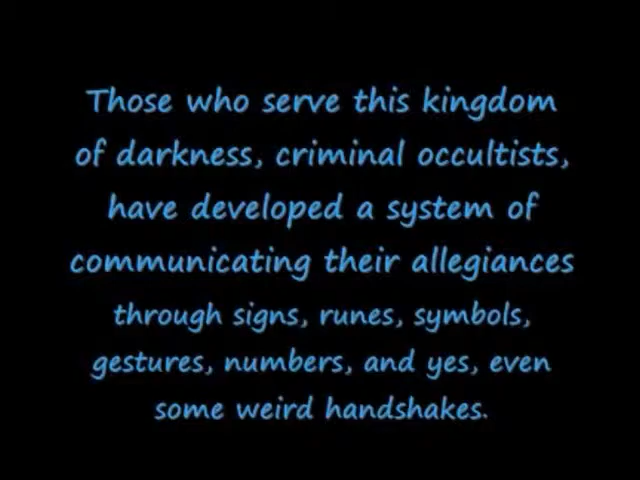 Those who serve this kingdom
of darkness, criminal occultists,
have developed a system of
communicating their allegiances
through signs, runes, symbols,
gestures, numbers, and yes, even
some weird handshakes.